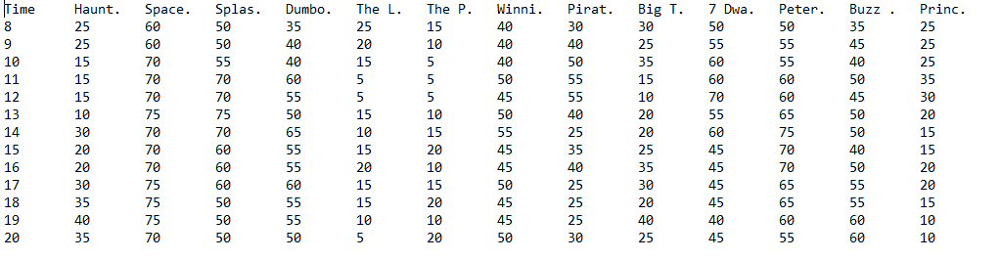 Time Haunt. Space. Splas. Dumbo. The L. The P. Winni. Pirat. Big T. 7 Dwa. Peter. Buzz . Princ.
8 25 60 50 35 25 15 40 30 30 50 50 35 25
9 25 60 50 40 20 10 40 40 25 55 55 45 25
10 15 70 55 40 15 5 40 50 35 60 55 40 25
11 15 70 70 60 5 5 50 55 15 60 60 50 35
12 15 70 70 55 5 5 45 55 10 70 60 45 30
13 10 75 75 50 15 10 50 40 20 55 65 50 20
14 30 70 70 65 10 15 55 25 20 60 75 50 15
15 20 70 60 55 15 20 45 35 25 45 70 40 15
16 20 70 60 55 20 10 45 40 35 45 70 50 20
17 30 75 60 60 15 15 50 25 30 45 65 55 20
18 35 75 50 55 15 20 45 25 20 45 65 55 15
19 40 75 50 55 10 10 45 25 40 40 60 60 10
20 35 70 50 50 5 20 50 30 25 45 55 60 10